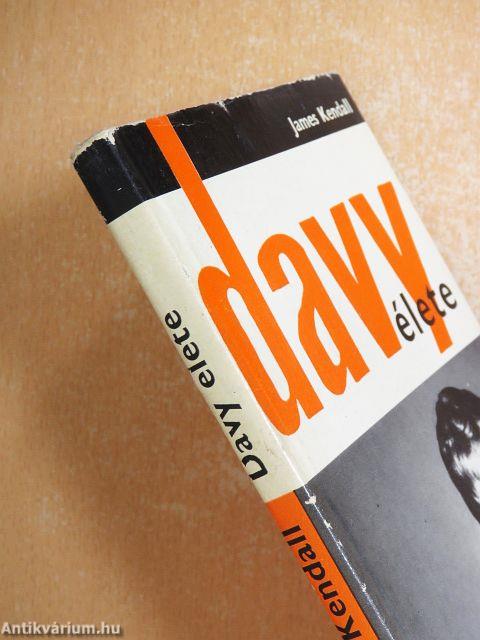 James Kendall
davy
élete
Davy élete
Kendall
Antikvárium.hu